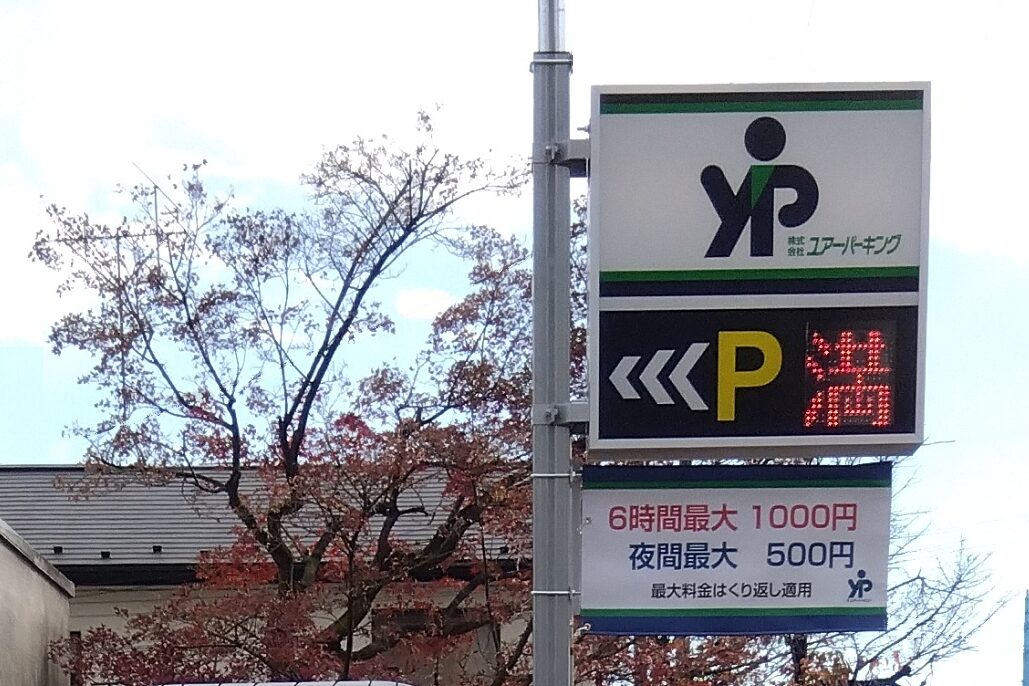 YP
株式会社 ユアーパーキング
<<< P 満
6時間最大 1000円
夜間最大 500円
最大料金はくり返し適用
YP